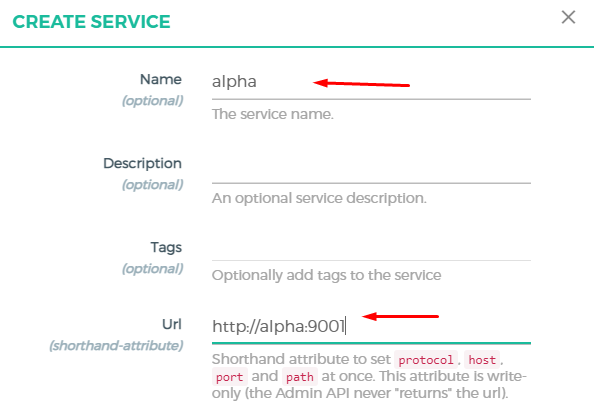 CREATE SERVICE
Name
alpha
(optional)
The service name.
Description
(optional)
An optional service description.
Tags
(optional)
Optionally add tags to the service
Url
http://alpha:9001
(shorthand-attribute)
Shorthand attribute to set protocol, host,
port and path at once. This attribute is write-
only (the Admin API never "returns" the url).